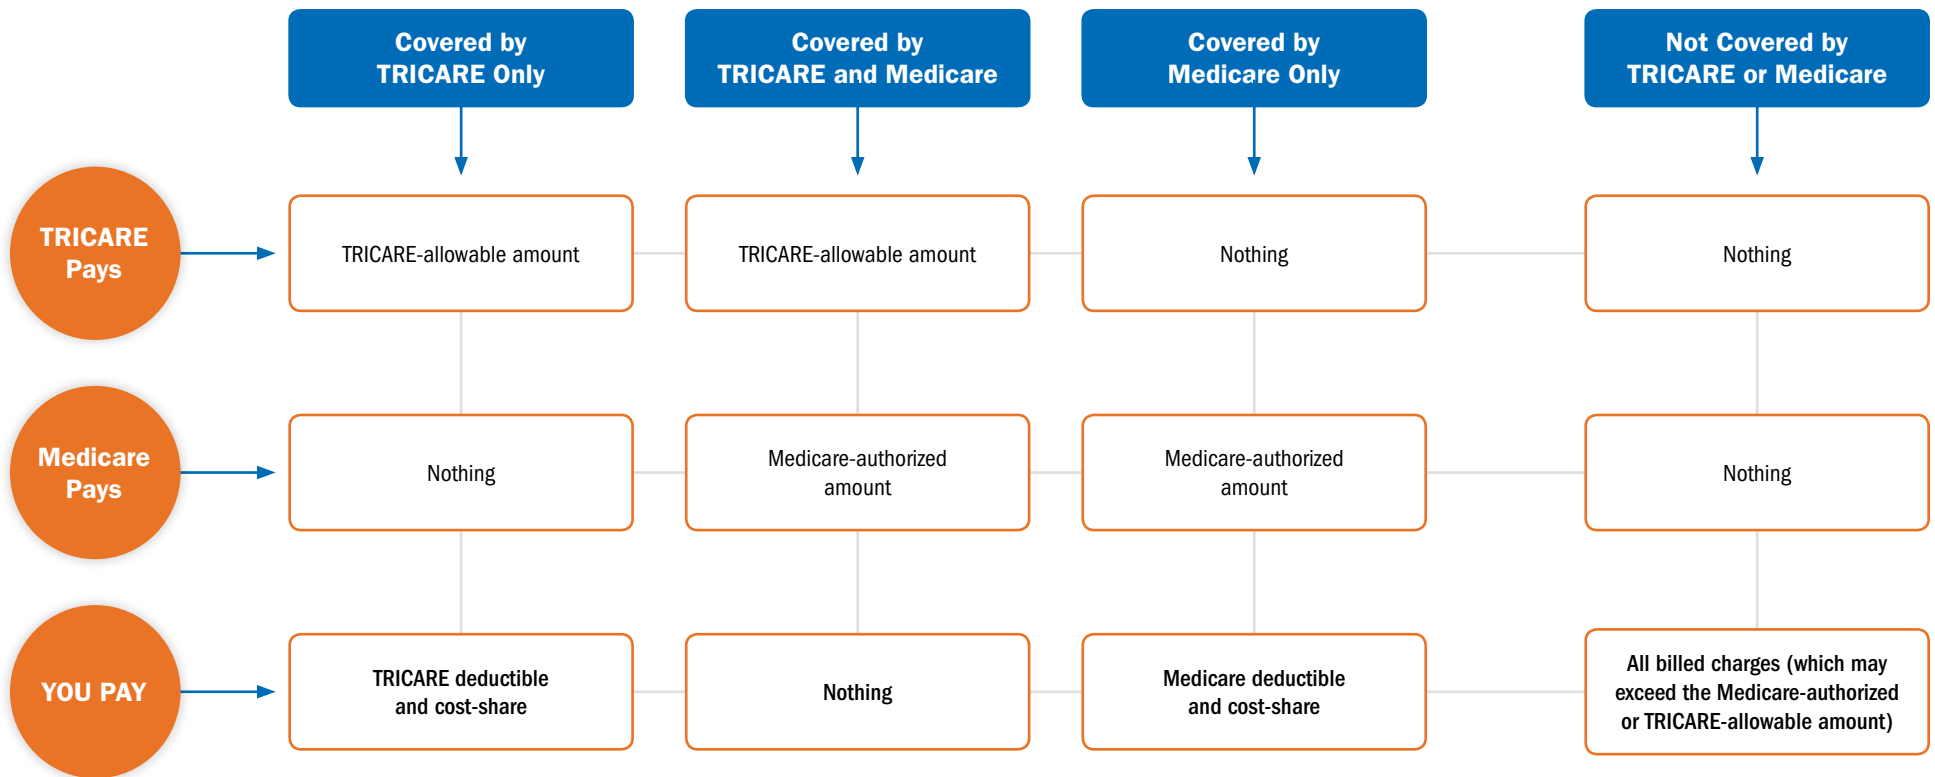 Covered by
TRICARE Only
Covered by
TRICARE and Medicare
Covered by
Medicare Only
Not Covered by
TRICARE or Medicare
TRICARE
Pays
TRICARE-allowable amount
TRICARE-allowable amount
Nothing
Nothing
Medicare
Pays
Nothing
Medicare-authorized
amount
Medicare-authorized
amount
Nothing
YOU PAY
TRICARE deductible
and cost-share
Nothing
Medicare deductible
and cost-share
All billed charges (which may
exceed the Medicare-authorized
or TRICARE-allowable amount)